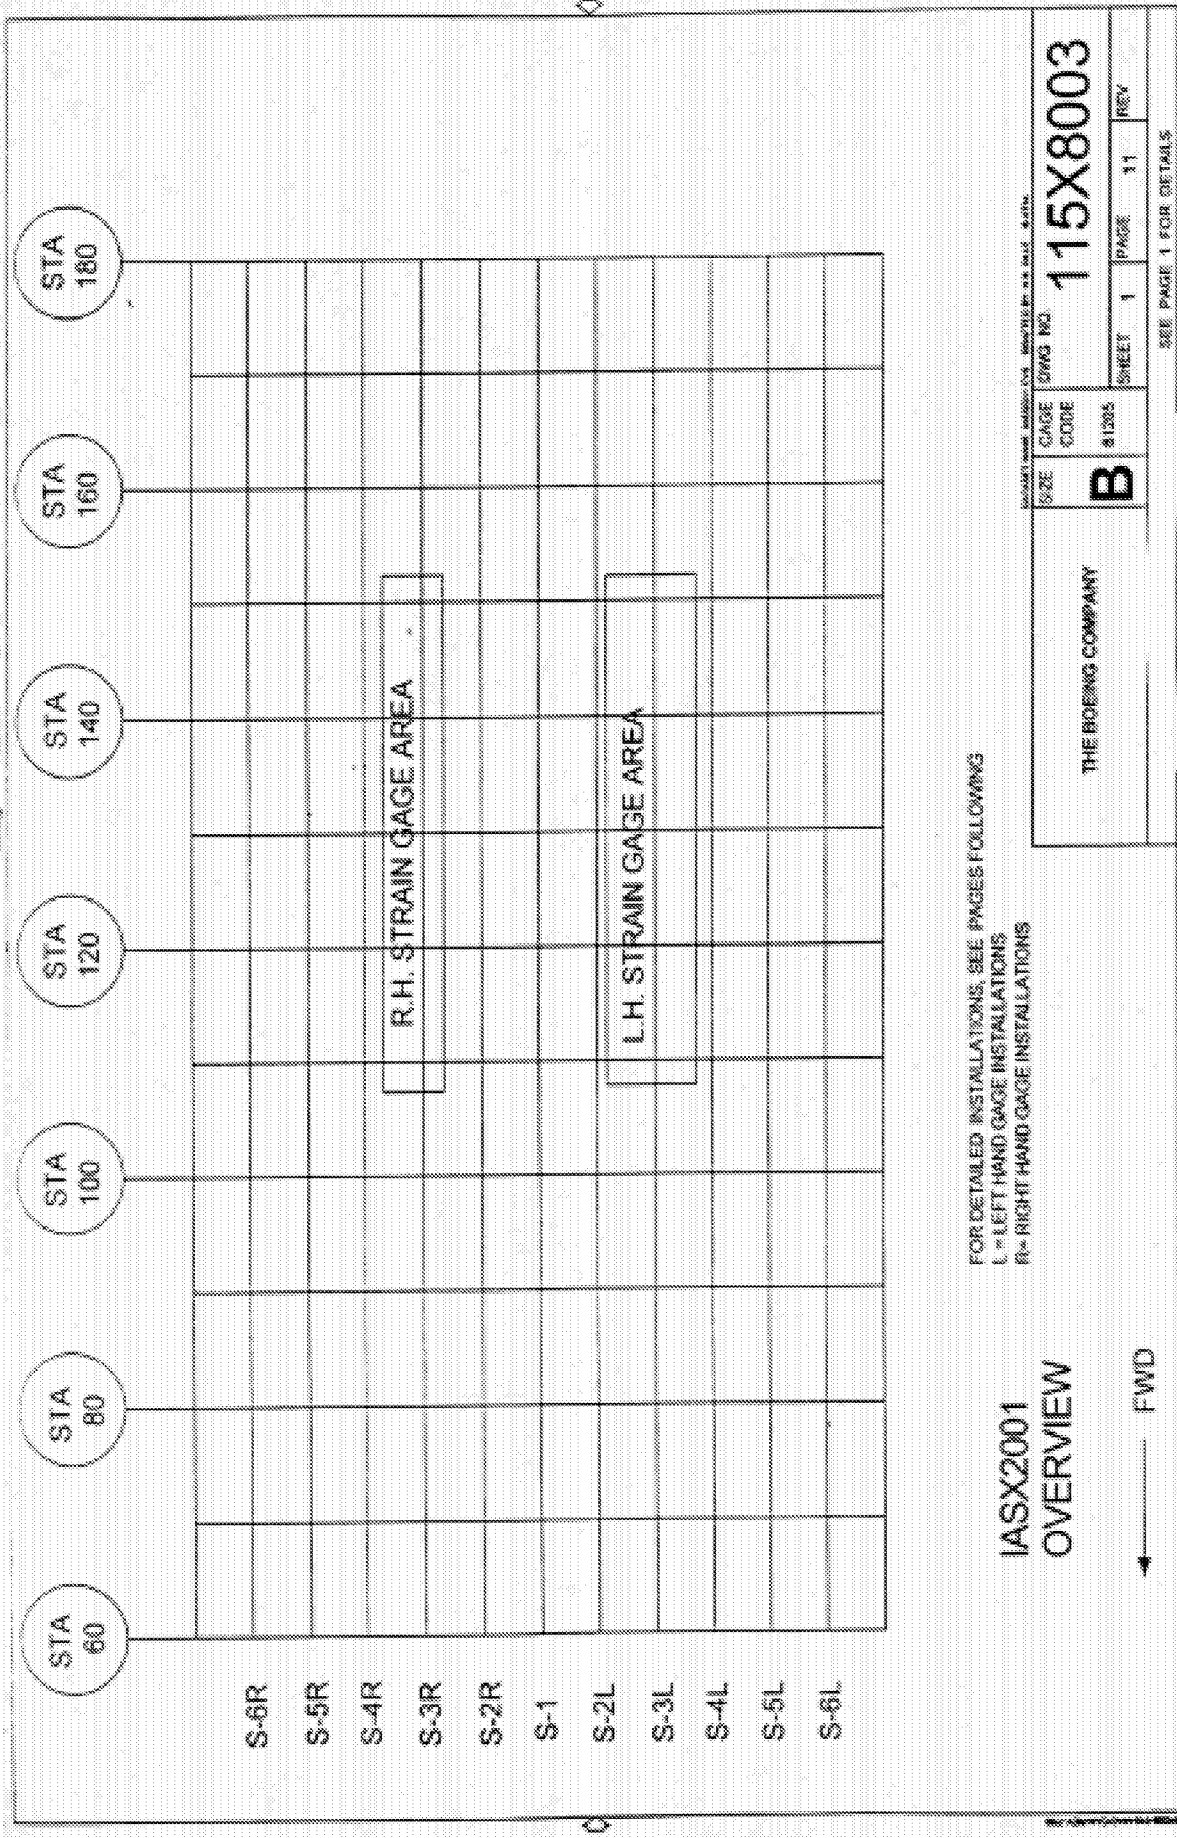 STA
60
STA
80
STA
100
STA
120
STA
140
STA
160
STA
180
S-6R
S-5R
S-4R
S-3R
S-2R
S-1
S-2L
S-3L
S-4L
S-5L
S-6L
R.H. STRAIN GAGE AREA
L.H. STRAIN GAGE AREA
FOR DETAILED INSTALLATIONS, SEE PAGES FOLLOWING
L = LEFT HAND GAGE INSTALLATIONS
R= RIGHT HAND GAGE INSTALLATIONS
IASX2001
OVERVIEW
FWD
THE BOEING COMPANY
SIZE
B
CAGE
CODE
81205
DWG NO
115X8003
SHEET 1
PAGE 11
REV
SEE PAGE 1 FOR DETAILS